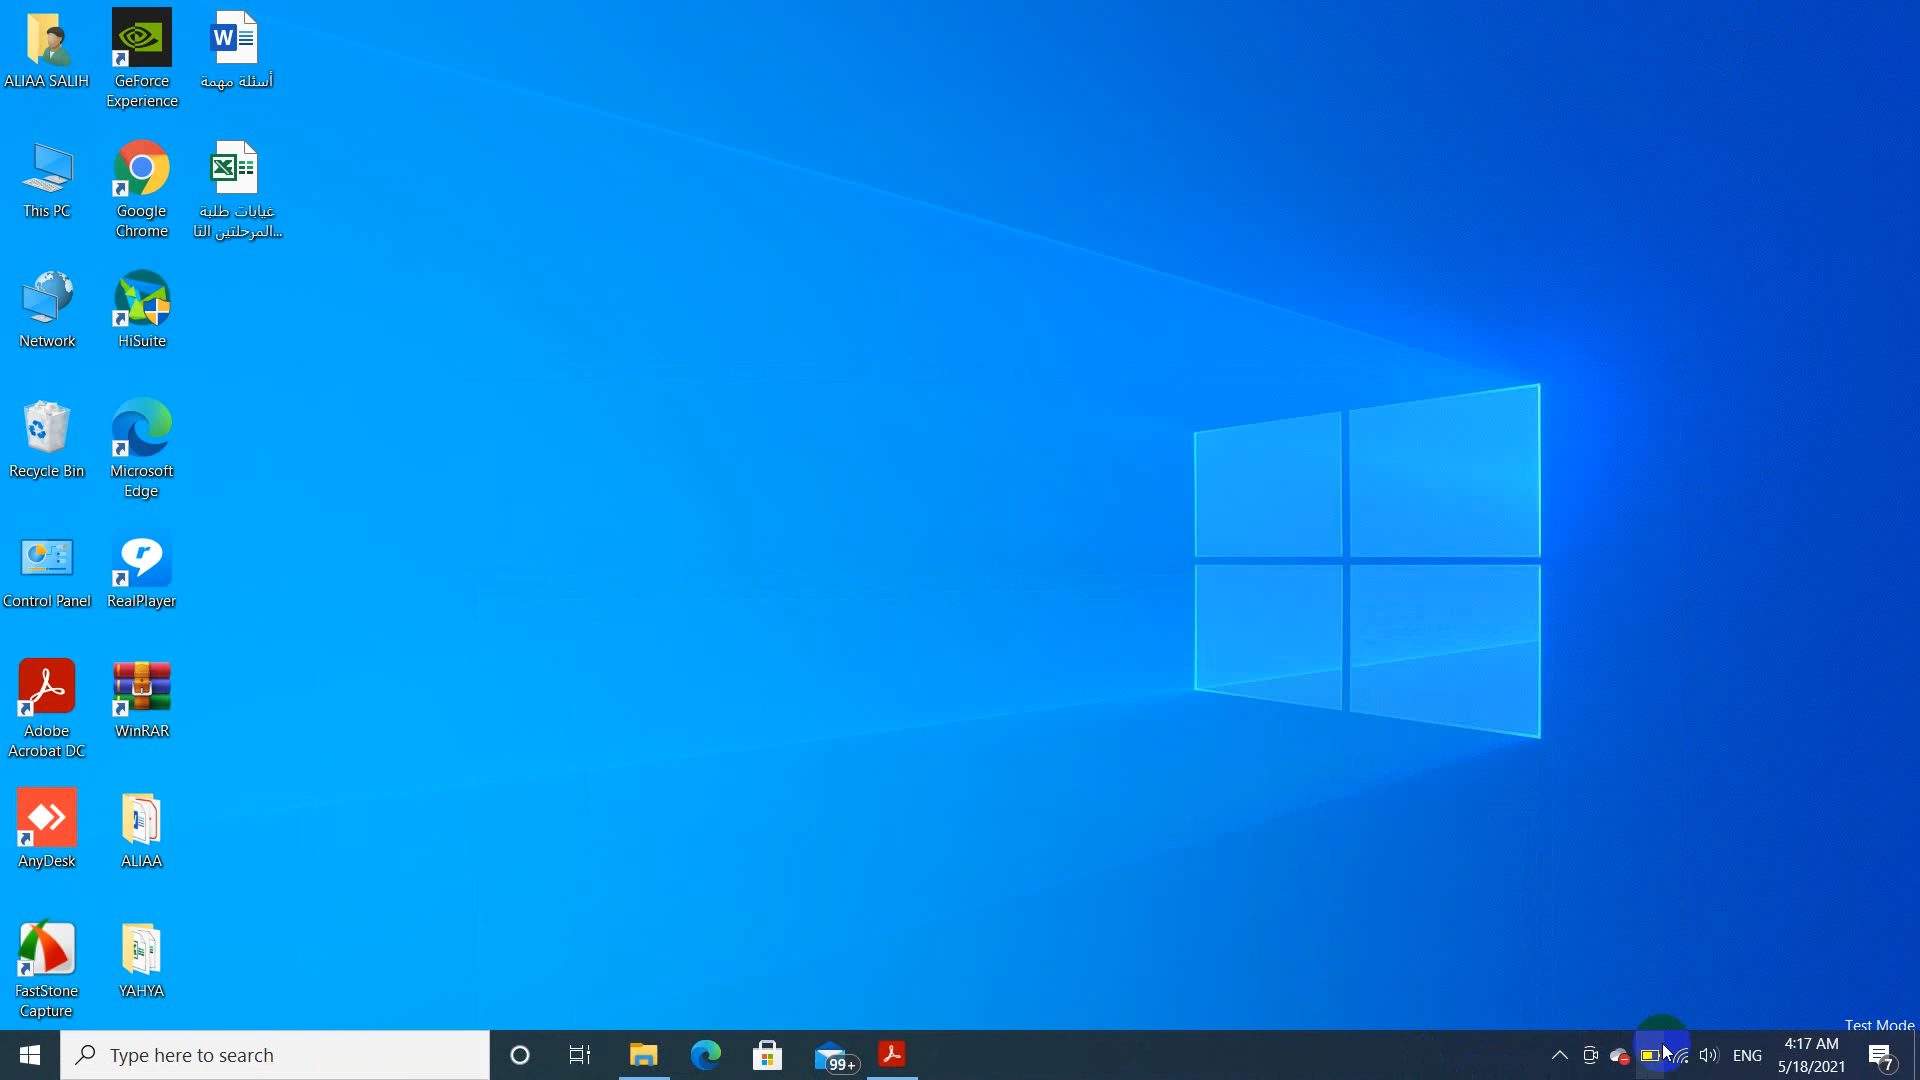 ALIAA SALIH
GeForce
Experience
أسئلة مهمة
This PC
Google
Chrome
غيابات طلبة
المرحلتين الثا...
Network
HiSuite
Recycle Bin
Microsoft
Edge
Control Panel
RealPlayer
Adobe
Acrobat DC
WinRAR
AnyDesk
ALIAA
FastStone
Capture
YAHYA
Test Mode
Type here to search
99+
ENG
4:17 AM
5/18/2021
7